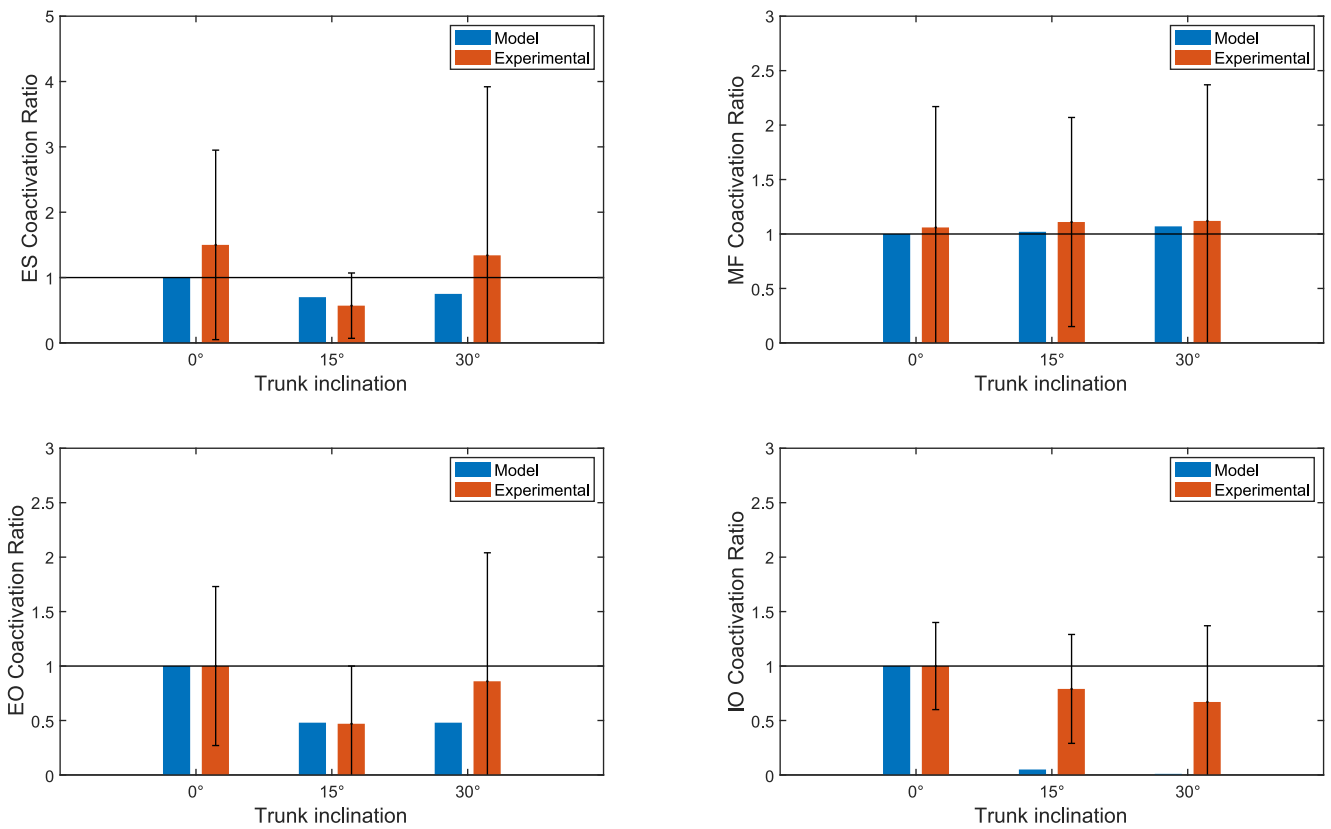 5
4
3
2
1
0
ES Coactivation Ratio
Model
Experimental
0°
15°
30°
Trunk inclination
3
2.5
2
1.5
1
0.5
0
MF Coactivation Ratio
Model
Experimental
0°
15°
30°
Trunk inclination
3
2.5
2
1.5
1
0.5
0
EO Coactivation Ratio
Model
Experimental
0°
15°
30°
Trunk inclination
3
2.5
2
1.5
1
0.5
0
IO Coactivation Ratio
Model
Experimental
0°
15°
30°
Trunk inclination